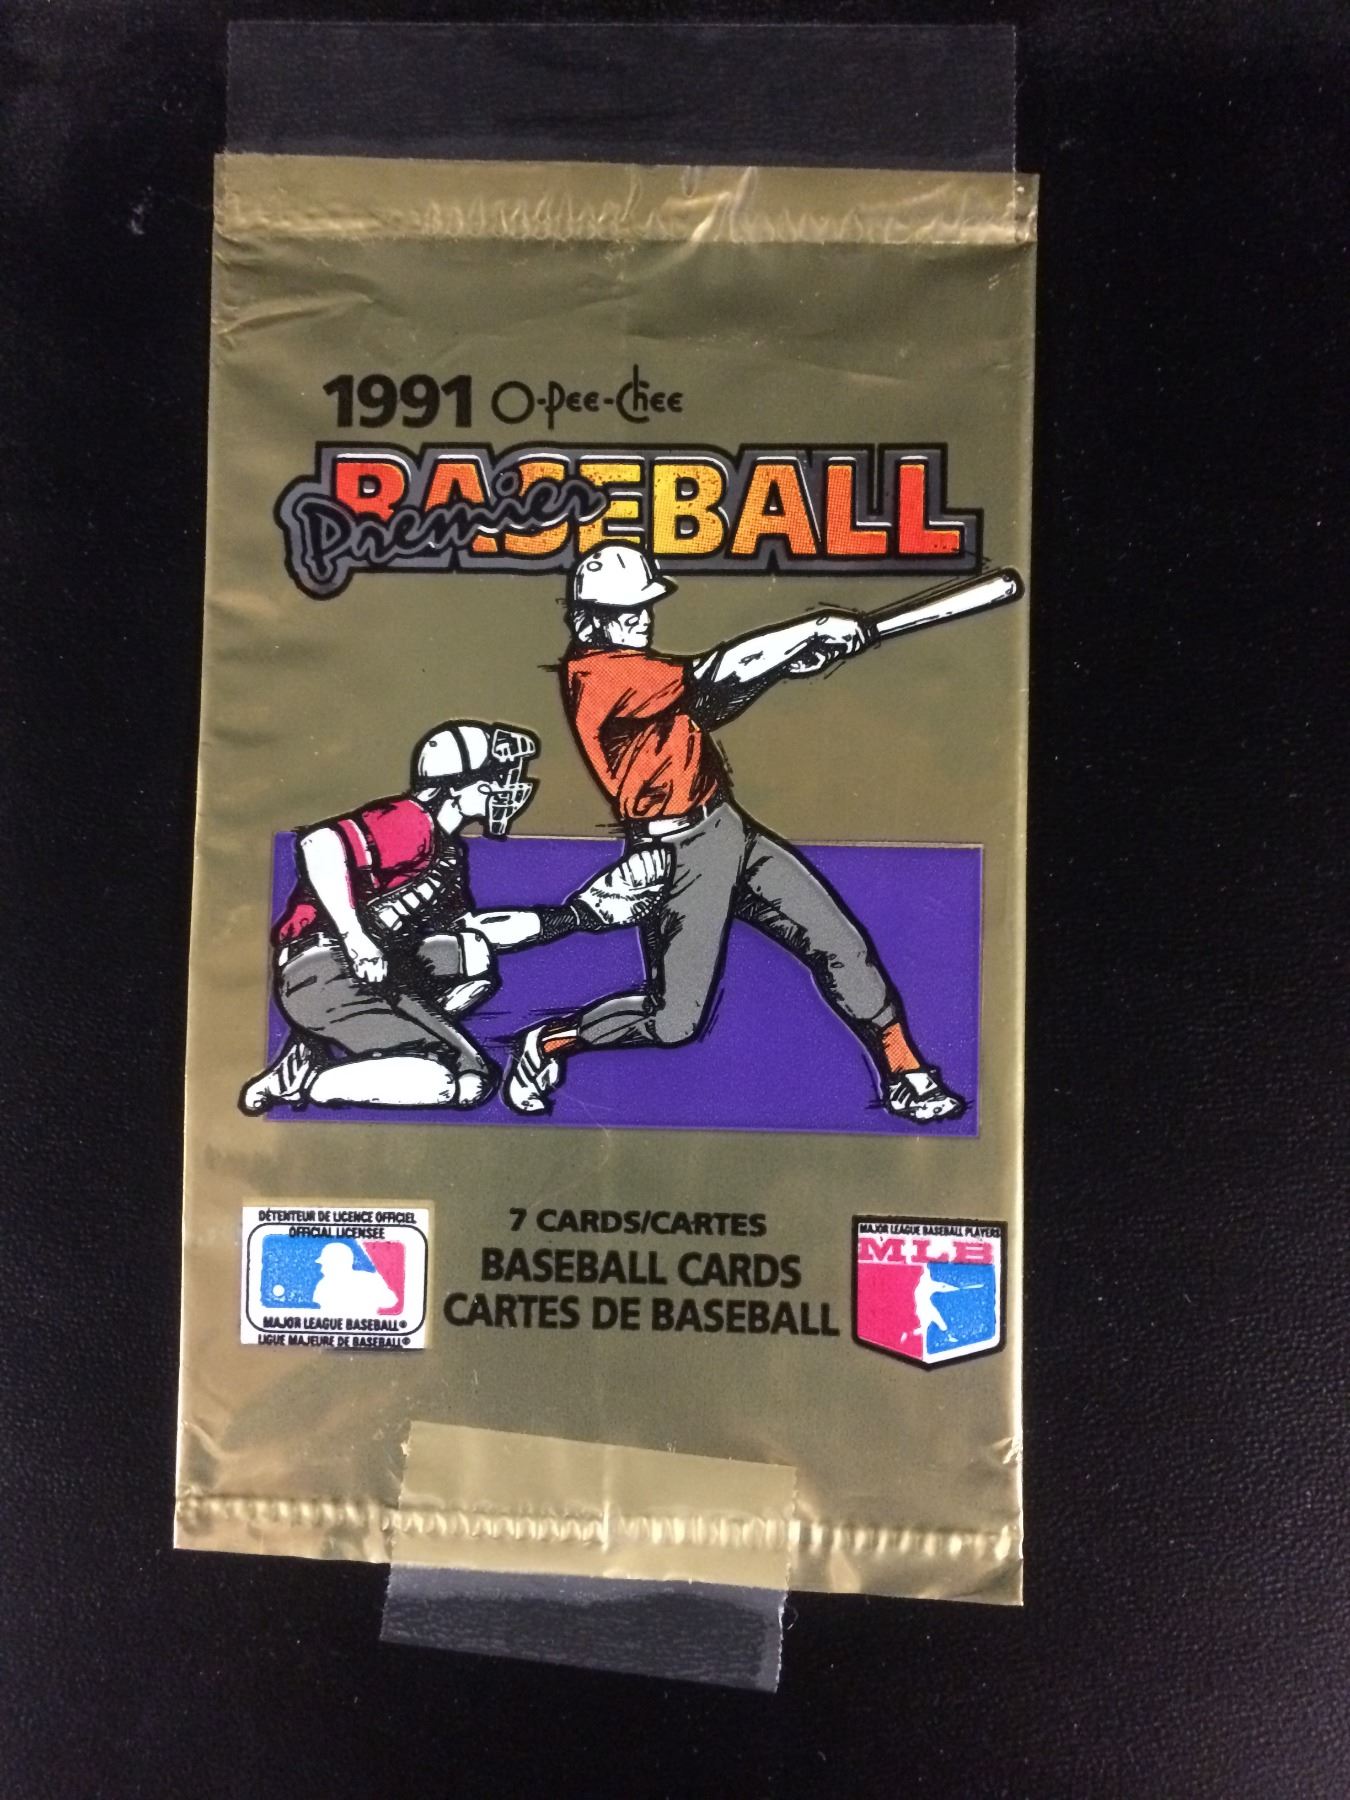 1991 O-Pee-Chee
BASEBALL
Premier
7 CARDS/CARTES
BASEBALL CARDS
CARTES DE BASEBALL
DÉTENTEUR DE LICENCE OFFICIEL
OFFICIAL LICENSEE
MAJOR LEAGUE BASEBALL®
LIGUE MAJEURE DE BASEBALL®
MAJOR LEAGUE BASEBALL PLAYERS
MLB